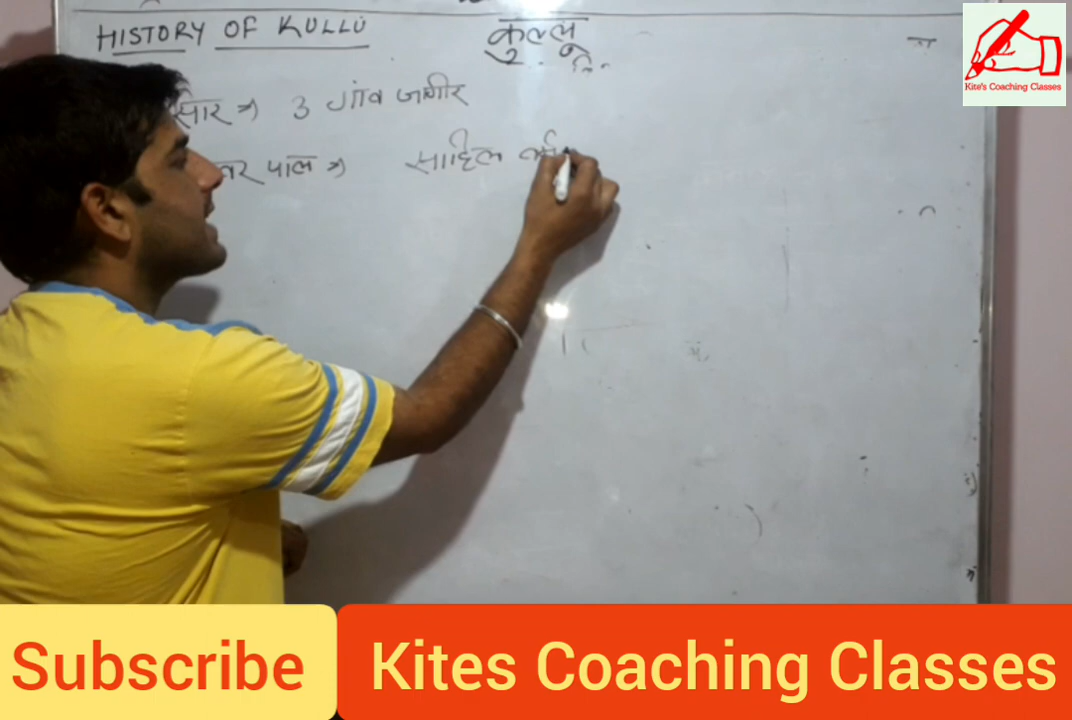 HISTORY OF KULLU कुल्लू
Kite's Coaching Classes
3 गांव जागीर
पाल → साहिल
Subscribe Kites Coaching Classes